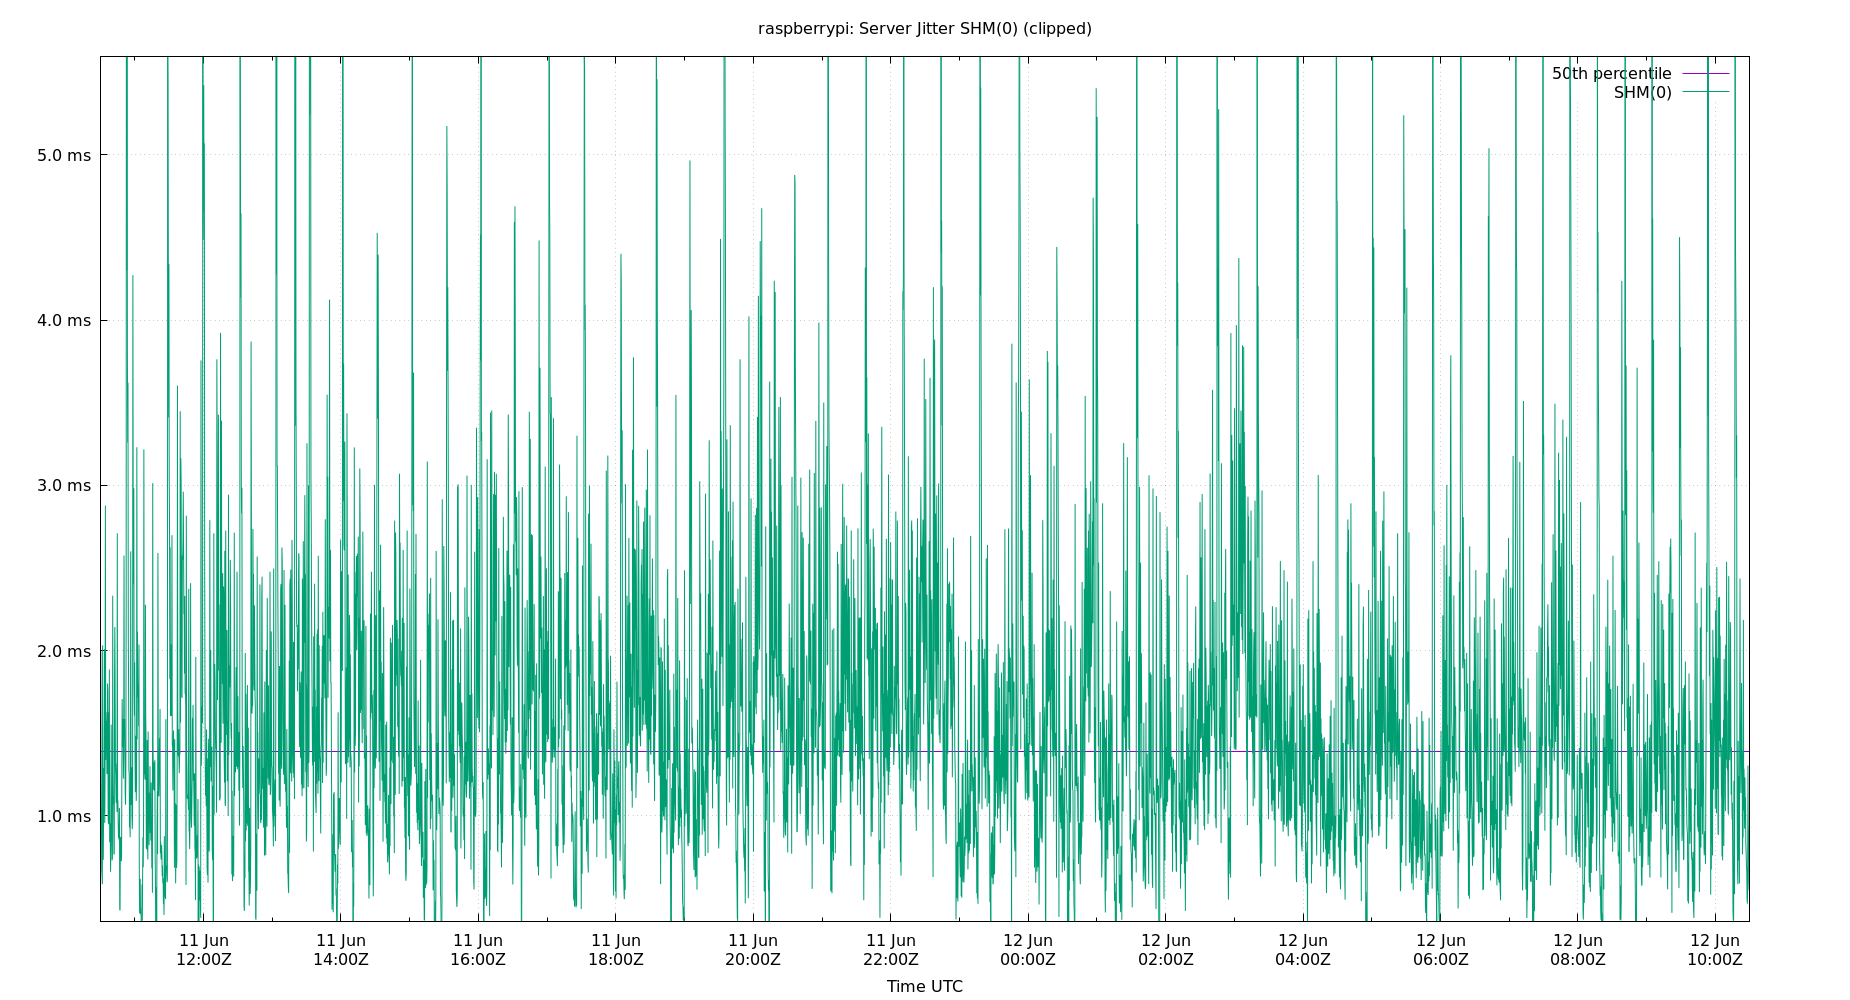 raspberrypi: Server Jitter SHM(0) (clipped)
50th percentile
SHM(0)
5.0 ms
4.0 ms
3.0 ms
2.0 ms
1.0 ms
11 Jun 11 Jun 11 Jun 11 Jun 11 Jun 11 Jun 12 Jun 12 Jun 12 Jun 12 Jun 12 Jun 12 Jun
12:00Z 14:00Z 16:00Z 18:00Z 20:00Z 22:00Z 00:00Z 02:00Z 04:00Z 06:00Z 08:00Z 10:00Z
Time UTC